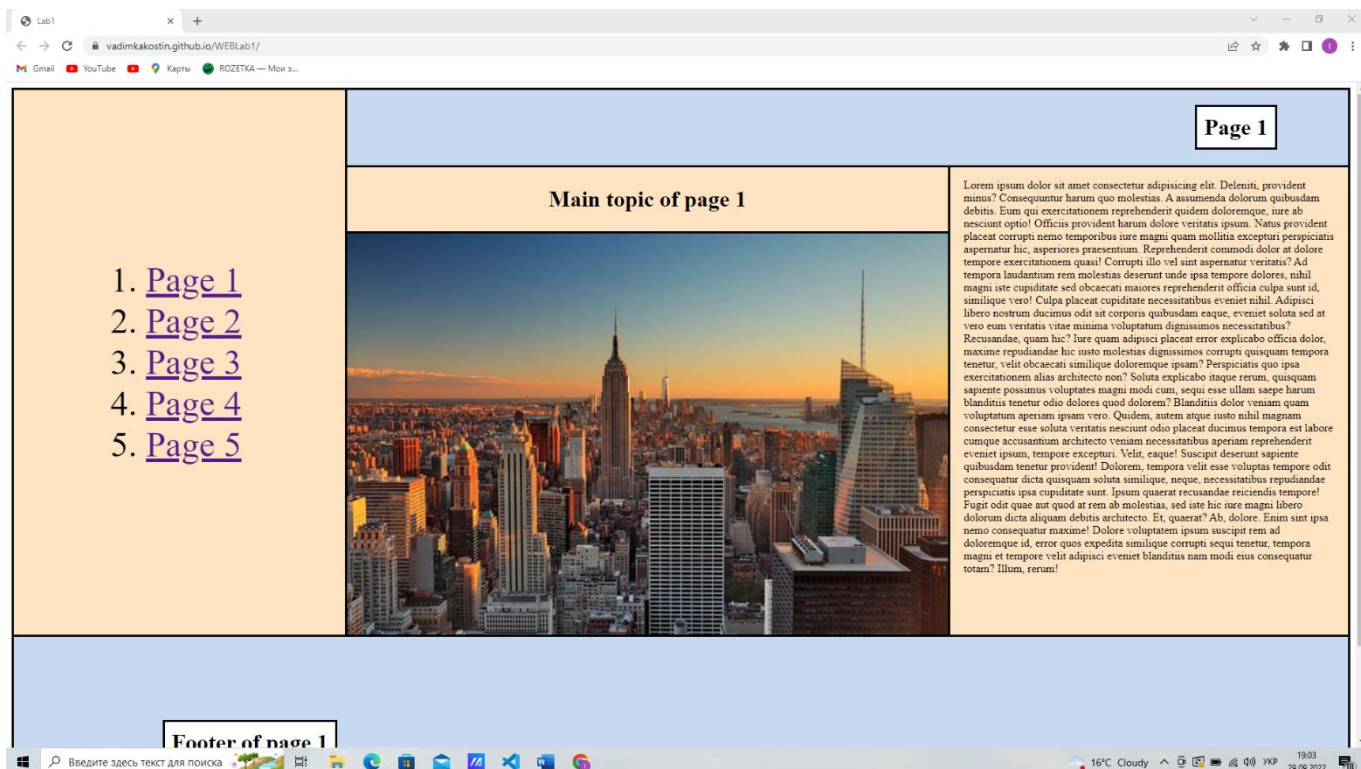 Lab1
vadimkakostin.github.io/WEBLab1/
Gmail YouTube Карты ROZETKA — Мои з...
Page 1
1. Page 1
2. Page 2
3. Page 3
4. Page 4
5. Page 5
Main topic of page 1
Lorem ipsum dolor sit amet consectetur adipisicing elit. Deleniti, provident
minus? Consequuntur harum quo molestias. A assumenda dolorum quibusdam
debitis. Eum qui exercitationem reprehenderit quidem doloremque, iure ab
nesciunt optio! Officiis provident harum dolore veritatis ipsum. Natus provident
placeat corrupti nemo temporibus iure magni quam mollitia excepturi perspiciatis
aspernatur hic, asperiores praesentium. Reprehenderit commodi dolor at dolore
tempore exercitationem quasi! Corrupti illo vel sint aspernatur veritatis? Ad
tempora laudantium rem molestias deserunt unde ipsa tempore dolores, nihil
magni iste cupiditate sed obcaecati maiores reprehenderit officia culpa sunt id,
similique vero! Culpa placeat cupiditate necessitatibus eveniet nihil. Adipisci
libero nostrum ducimus odit sit corporis quibusdam eaque, eveniet soluta sed at
vero eum veritatis vitae minima voluptatum dignissimos necessitatibus?
Recusandae, quam hic? Iure quam adipisci placeat error explicabo officia dolor,
maxime repudiandae hic iusto molestias dignissimos corrupti quisquam tempora
tenetur, velit obcaecati similique doloremque ipsam? Perspiciatis quo ipsa
exercitationem alias architecto non? Soluta explicabo itaque rerum, quisquam
sapiente possimus voluptates magni modi cum, sequi esse ullam saepe harum
blanditiis tenetur odio dolores quod dolorem? Blanditiis dolor veniam quam
voluptatum aperiam ipsam vero. Quidem, autem atque iusto nihil magnam
consectetur esse soluta veritatis nesciunt odio placeat ducimus tempora est labore
cumque accusantium architecto veniam necessitatibus aperiam reprehenderit
eveniet ipsum, tempore excepturi. Velit, eaque! Suscipit deserunt sapiente
quibusdam tenetur provident! Dolorem, tempora velit esse voluptas tempore odit
consequatur dicta quisquam soluta similique, neque, necessitatibus repudiandae
perspiciatis ipsa cupiditate sunt. Ipsum quaerat recusandae reiciendis tempore!
Fugit odit quae aut quod at rem ab molestias, sed iste hic iure magni libero
dolorum dicta aliquam debitis architecto. Et, quaerat? Ab, dolore. Enim sint ipsa
nemo consequatur maxime! Dolore voluptatem ipsum suscipit rem ad
doloremque id, error quos expedita similique corrupti sequi tenetur, tempora
magni et tempore velit adipisci eveniet blanditiis nam modi eius consequatur
totam? Illum, rerum!
Footer of page 1
Введите здесь текст для поиска
16°C Cloudy
УКР
19:03
29.09.2022